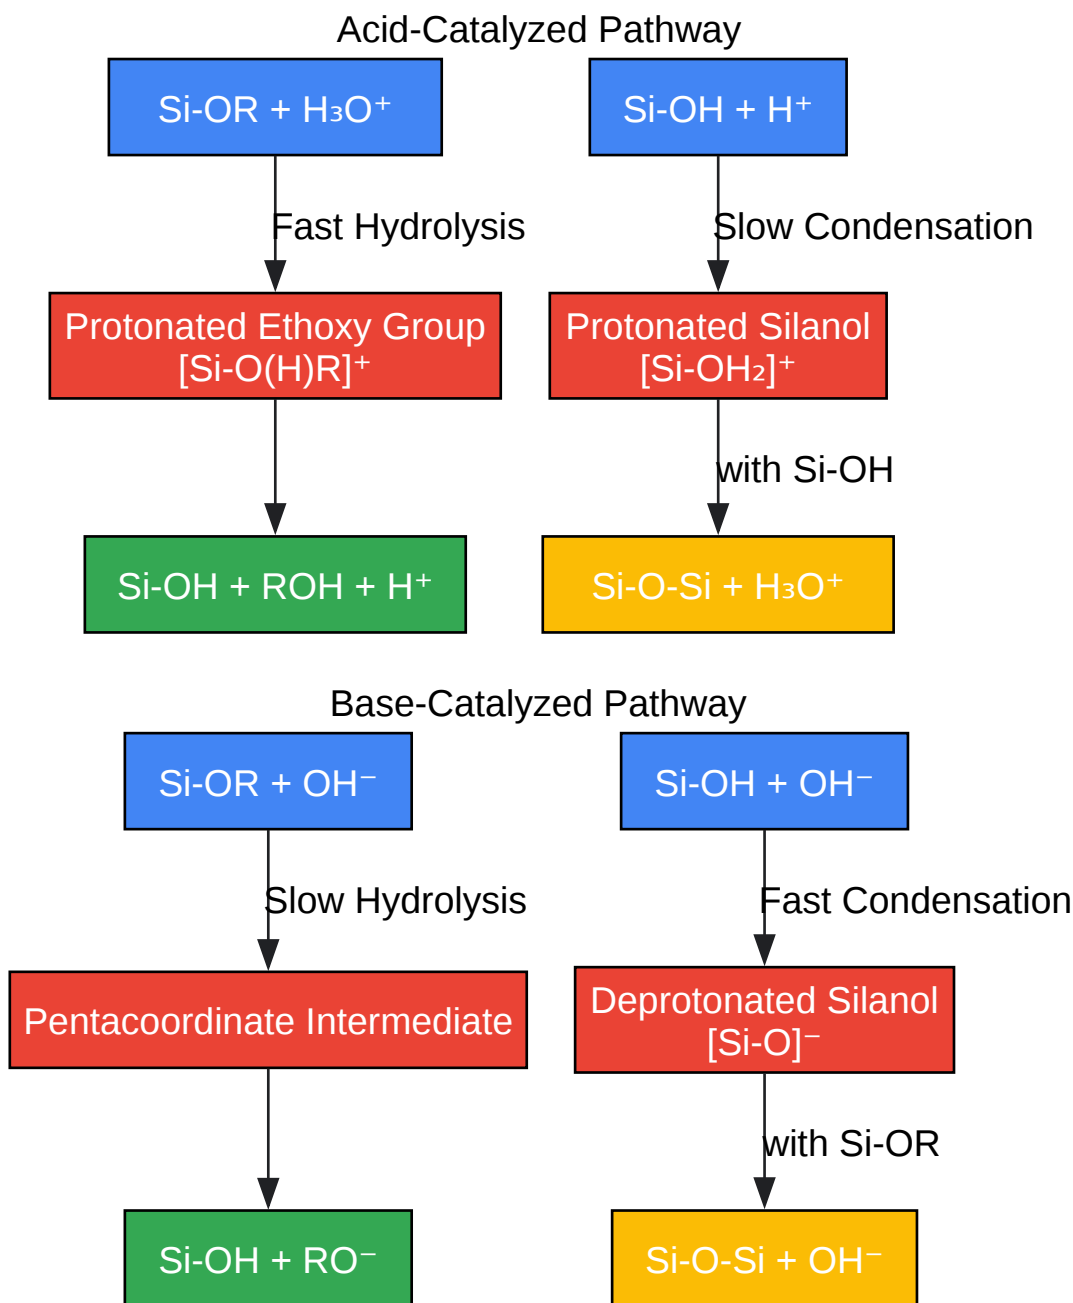 Acid-Catalyzed Pathway
Si-OR + H₃O⁺
Si-OH + H⁺
Fast Hydrolysis
Slow Condensation
Protonated Ethoxy Group
[Si-O(H)R]⁺
Protonated Silanol
[Si-OH₂]⁺
with Si-OH
Si-OH + ROH + H⁺
Si-O-Si + H₃O⁺
Base-Catalyzed Pathway
Si-OR + OH⁻
Si-OH + OH⁻
Slow Hydrolysis
Fast Condensation
Pentacoordinate Intermediate
Deprotonated Silanol
[Si-O]⁻
with Si-OR
Si-OH + RO⁻
Si-O-Si + OH⁻